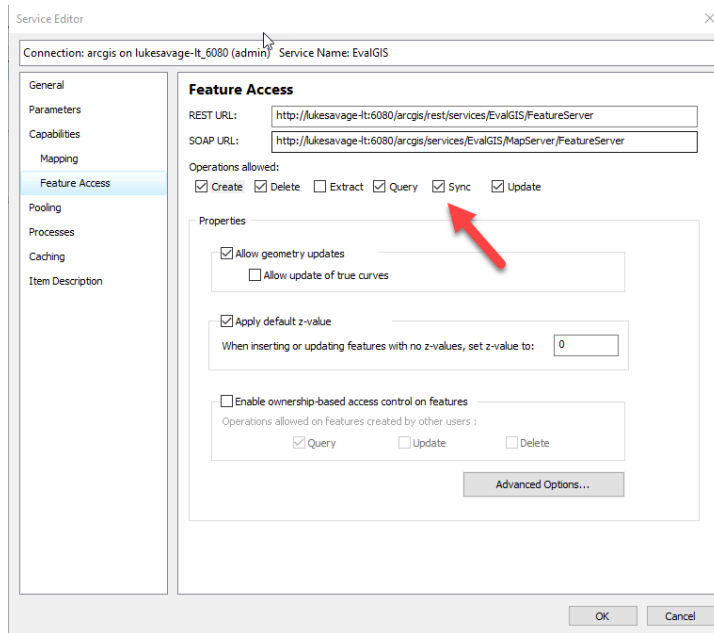 Service Editor
Connection: arcgis on lukesavage-lt_6080 (admin) Service Name: EvalGIS
General
Parameters
Capabilities
Mapping
Feature Access
Pooling
Processes
Caching
Item Description
Feature Access
REST URL: http://lukesavage-lt:6080/arcgis/rest/services/EvalGIS/FeatureServer
SOAP URL: http://lukesavage-lt:6080/arcgis/services/EvalGIS/MapServer/FeatureServer
Operations allowed:
Create Delete Extract Query Sync Update
Properties
Allow geometry updates
Allow update of true curves
Apply default z-value
When inserting or updating features with no z-values, set z-value to: 0
Enable ownership-based access control on features
Operations allowed on features created by other users :
Query Update Delete
Advanced Options...
OK Cancel